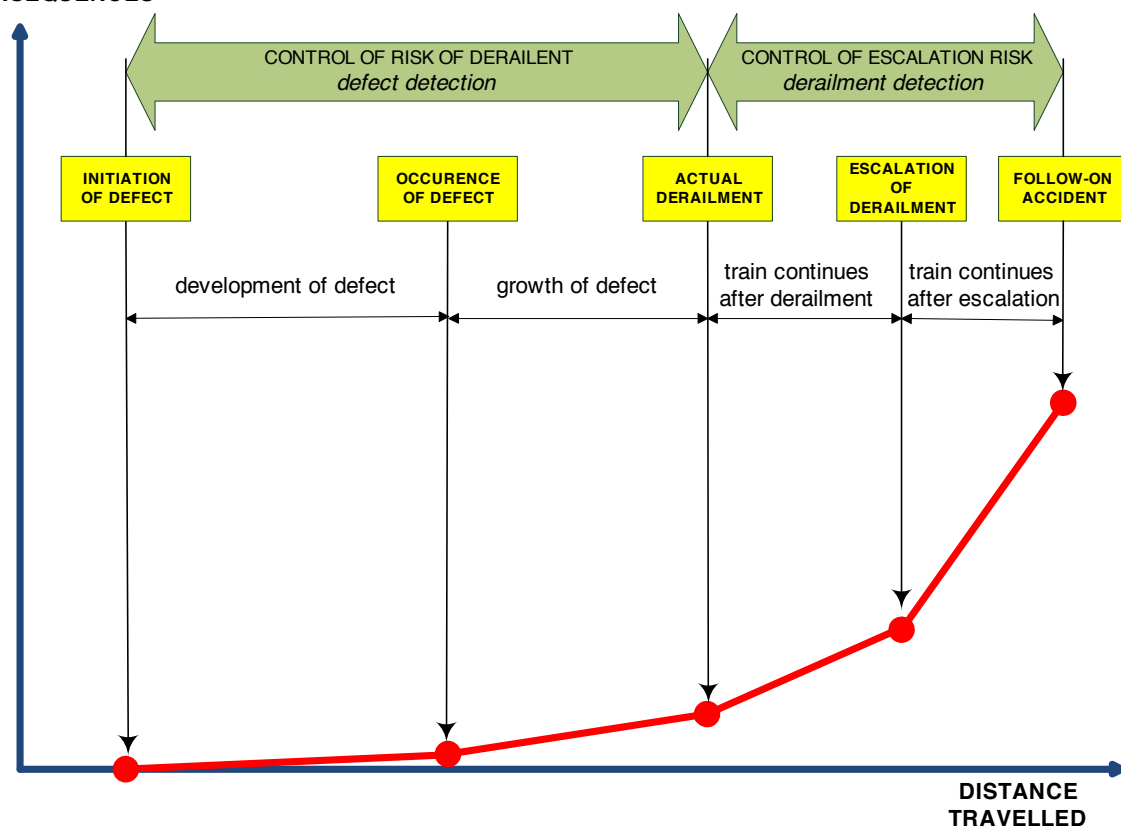 CONTROL OF RISK OF DERAILENT
defect detection
CONTROL OF ESCALATION RISK
derailment detection
INITIATION
OF DEFECT
OCCURENCE
OF DEFECT
ACTUAL
DERAILMENT
ESCALATION
OF
DERAILMENT
FOLLOW-ON
ACCIDENT
development of defect
growth of defect
train continues
after derailment
train continues
after escalation
DISTANCE
TRAVELLED